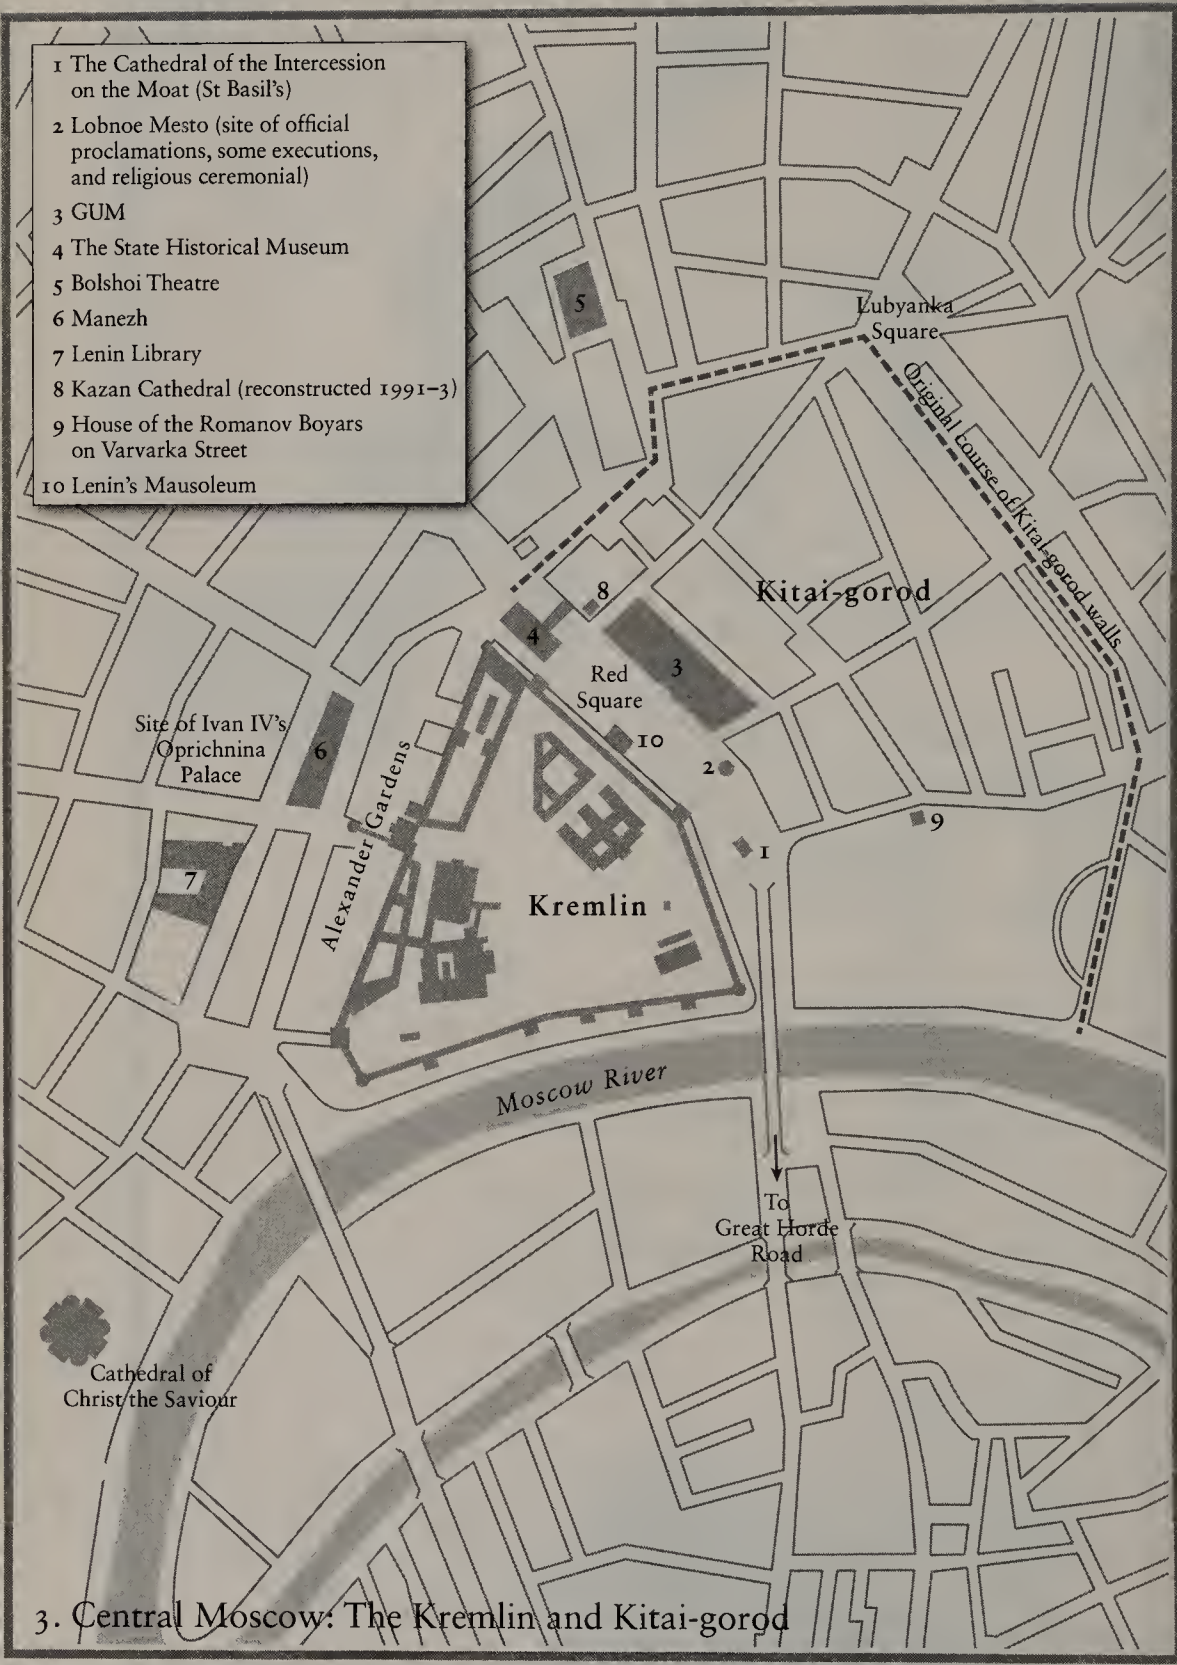 1 The Cathedral of the Intercession
on the Moat (St Basil's)
2 Lobnoe Mesto (site of official
proclamations, some executions,
and religious ceremonial)
3 GUM
4 The State Historical Museum
5 Bolshoi Theatre
6 Manezh
7 Lenin Library
8 Kazan Cathedral (reconstructed 1991–3)
9 House of the Romanov Boyars
on Varvarka Street
10 Lenin's Mausoleum
5
Lubyanka
Square
Original course of Kitai-gorod walls
Kitai-gorod
8
4
3
Red
Square
Site of Ivan IV's
Oprichnina
Palace
6
10
2
Alexander Gardens
9
1
7
Kremlin
Moscow River
To
Great Horde
Road
Cathedral of
Christ the Saviour
3. Central Moscow: The Kremlin and Kitai-gorod